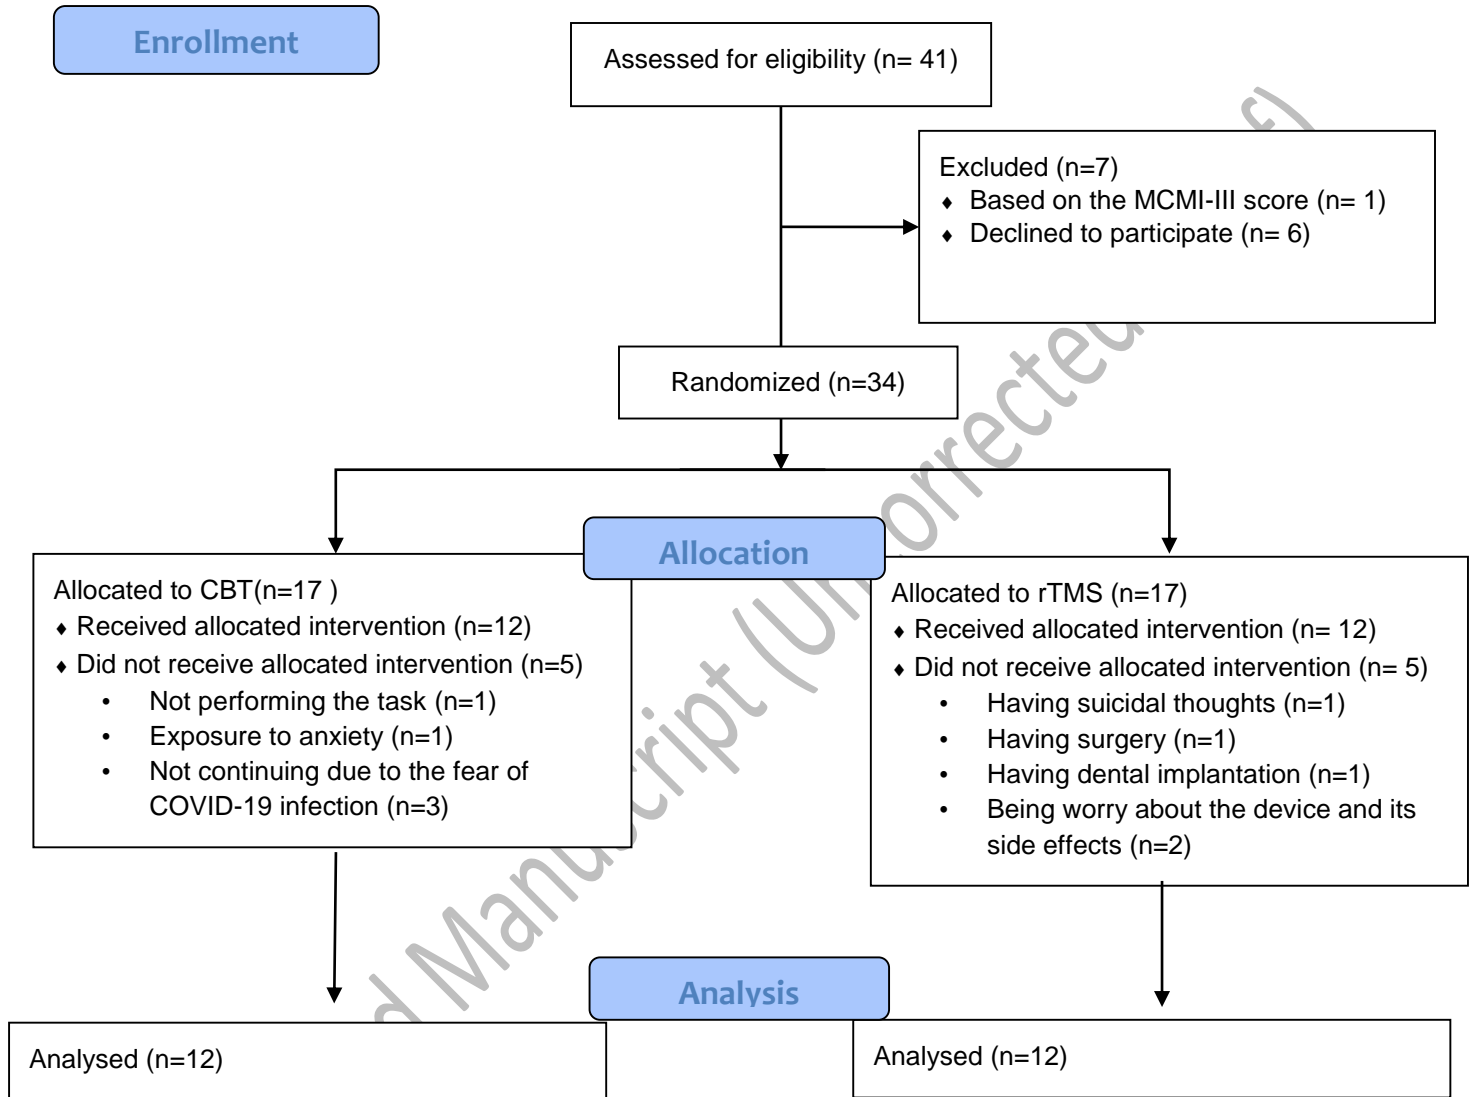 Enrollment
Assessed for eligibility (n= 41)
Excluded (n=7)
♦ Based on the MCMI-III score (n= 1)
♦ Declined to participate (n= 6)
Randomized (n=34)
Allocation
Allocated to CBT(n=17 )
♦ Received allocated intervention (n=12)
♦ Did not receive allocated intervention (n=5)
• Not performing the task (n=1)
• Exposure to anxiety (n=1)
• Not continuing due to the fear of
COVID-19 infection (n=3)
Allocated to rTMS (n=17)
♦ Received allocated intervention (n= 12)
♦ Did not receive allocated intervention (n= 5)
• Having suicidal thoughts (n=1)
• Having surgery (n=1)
• Having dental implantation (n=1)
• Being worry about the device and its
side effects (n=2)
Analysis
Analysed (n=12)
Analysed (n=12)
Manuscript